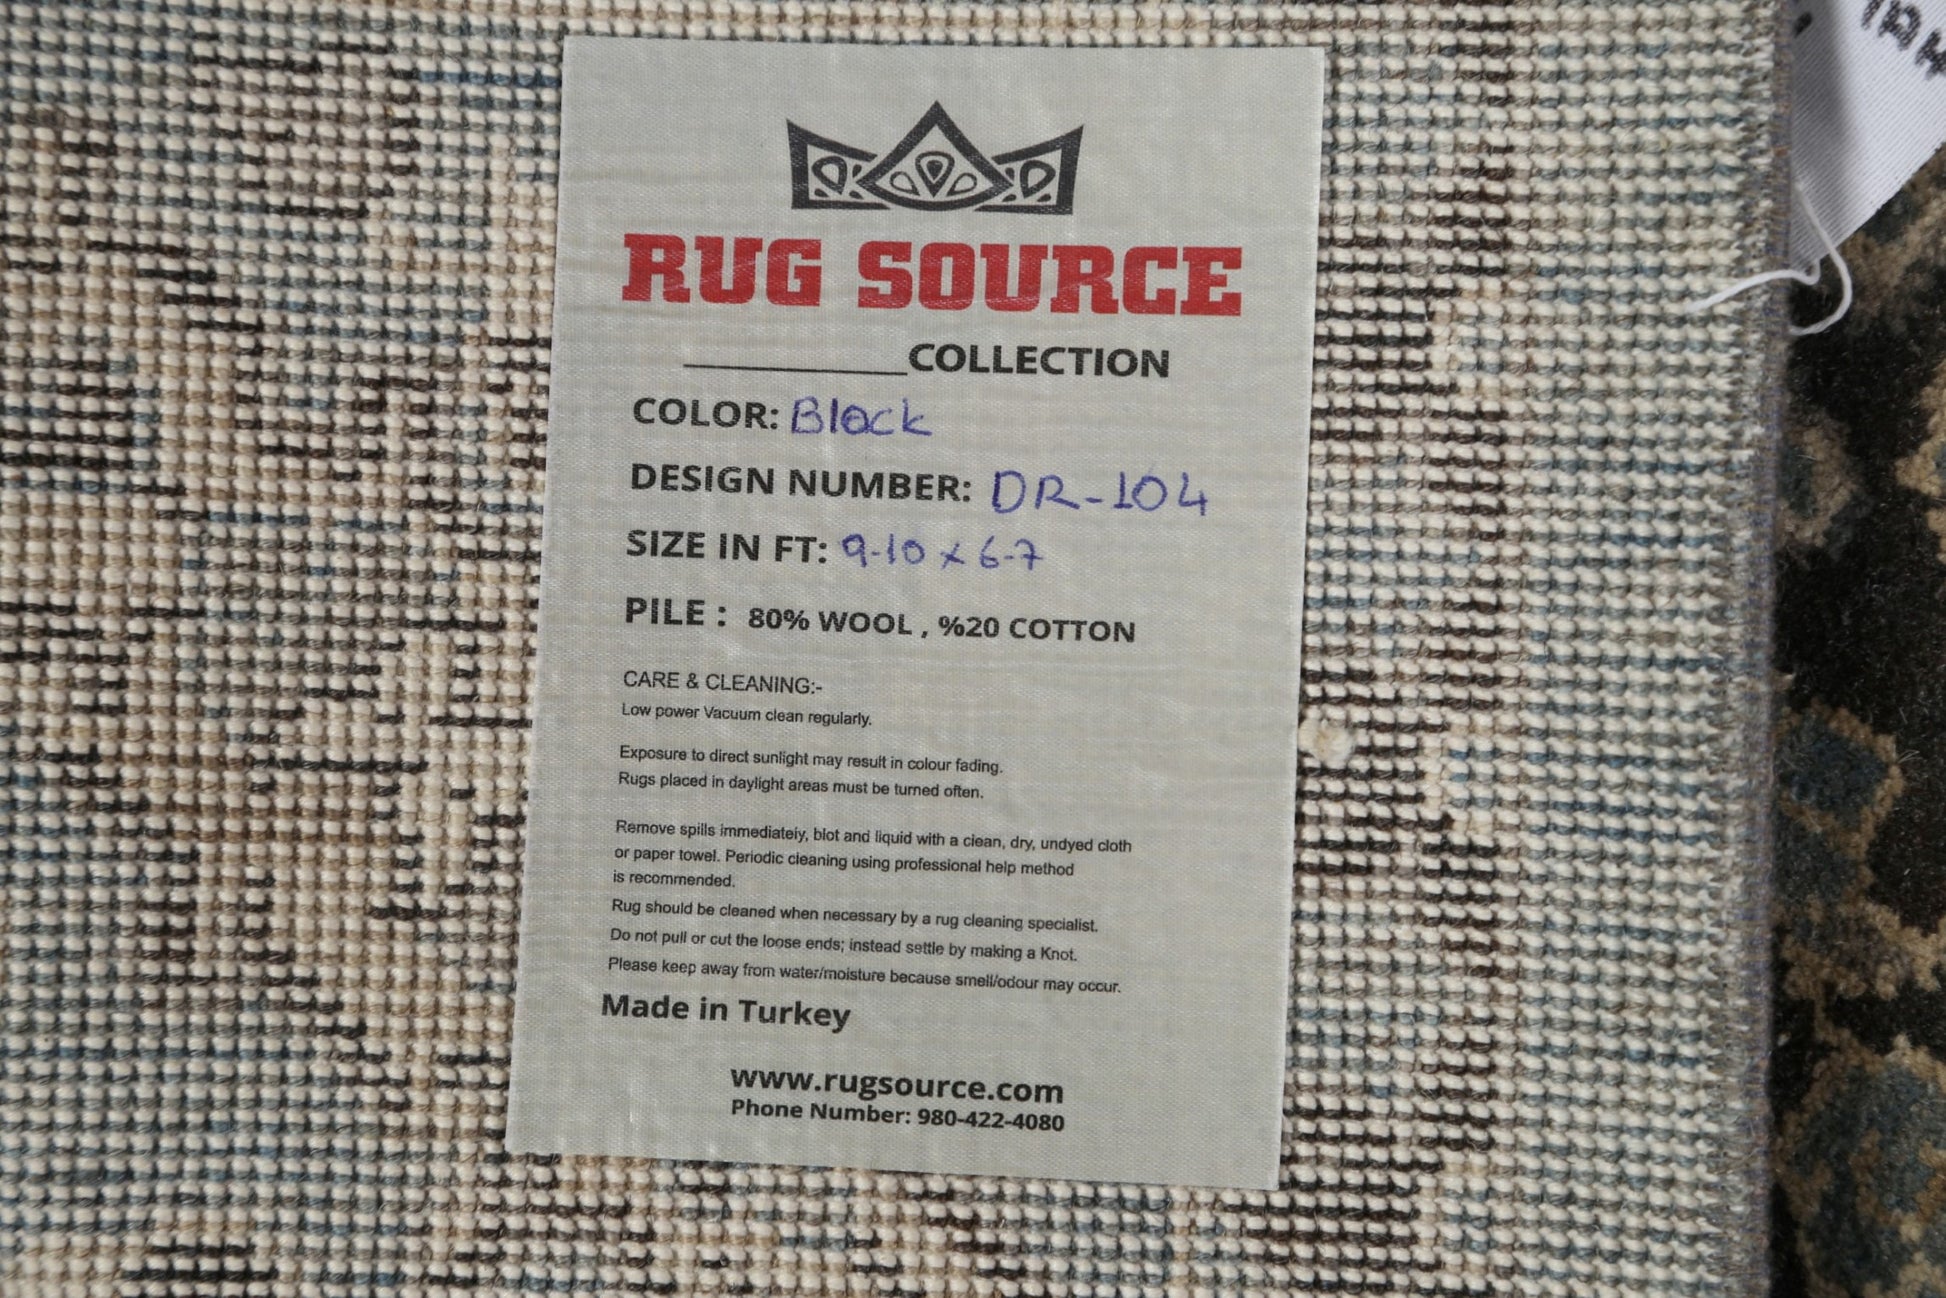 RUG SOURCE
__________COLLECTION
COLOR: Black
DESIGN NUMBER: DR-104
SIZE IN FT: 9-10 x 6-7
PILE : 80% WOOL , %20 COTTON
CARE & CLEANING:-
Low power Vacuum clean regularly.
Exposure to direct sunlight may result in colour fading.
Rugs placed in daylight areas must be turned often.
Remove spills immediately, blot and liquid with a clean, dry, undyed cloth
or paper towel. Periodic cleaning using professional help method
is recommended.
Rug should be cleaned when necessary by a rug cleaning specialist.
Do not pull or cut the loose ends; instead settle by making a Knot.
Please keep away from water/moisture because smell/odour may occur.
Made in Turkey
www.rugsource.com
Phone Number: 980-422-4080